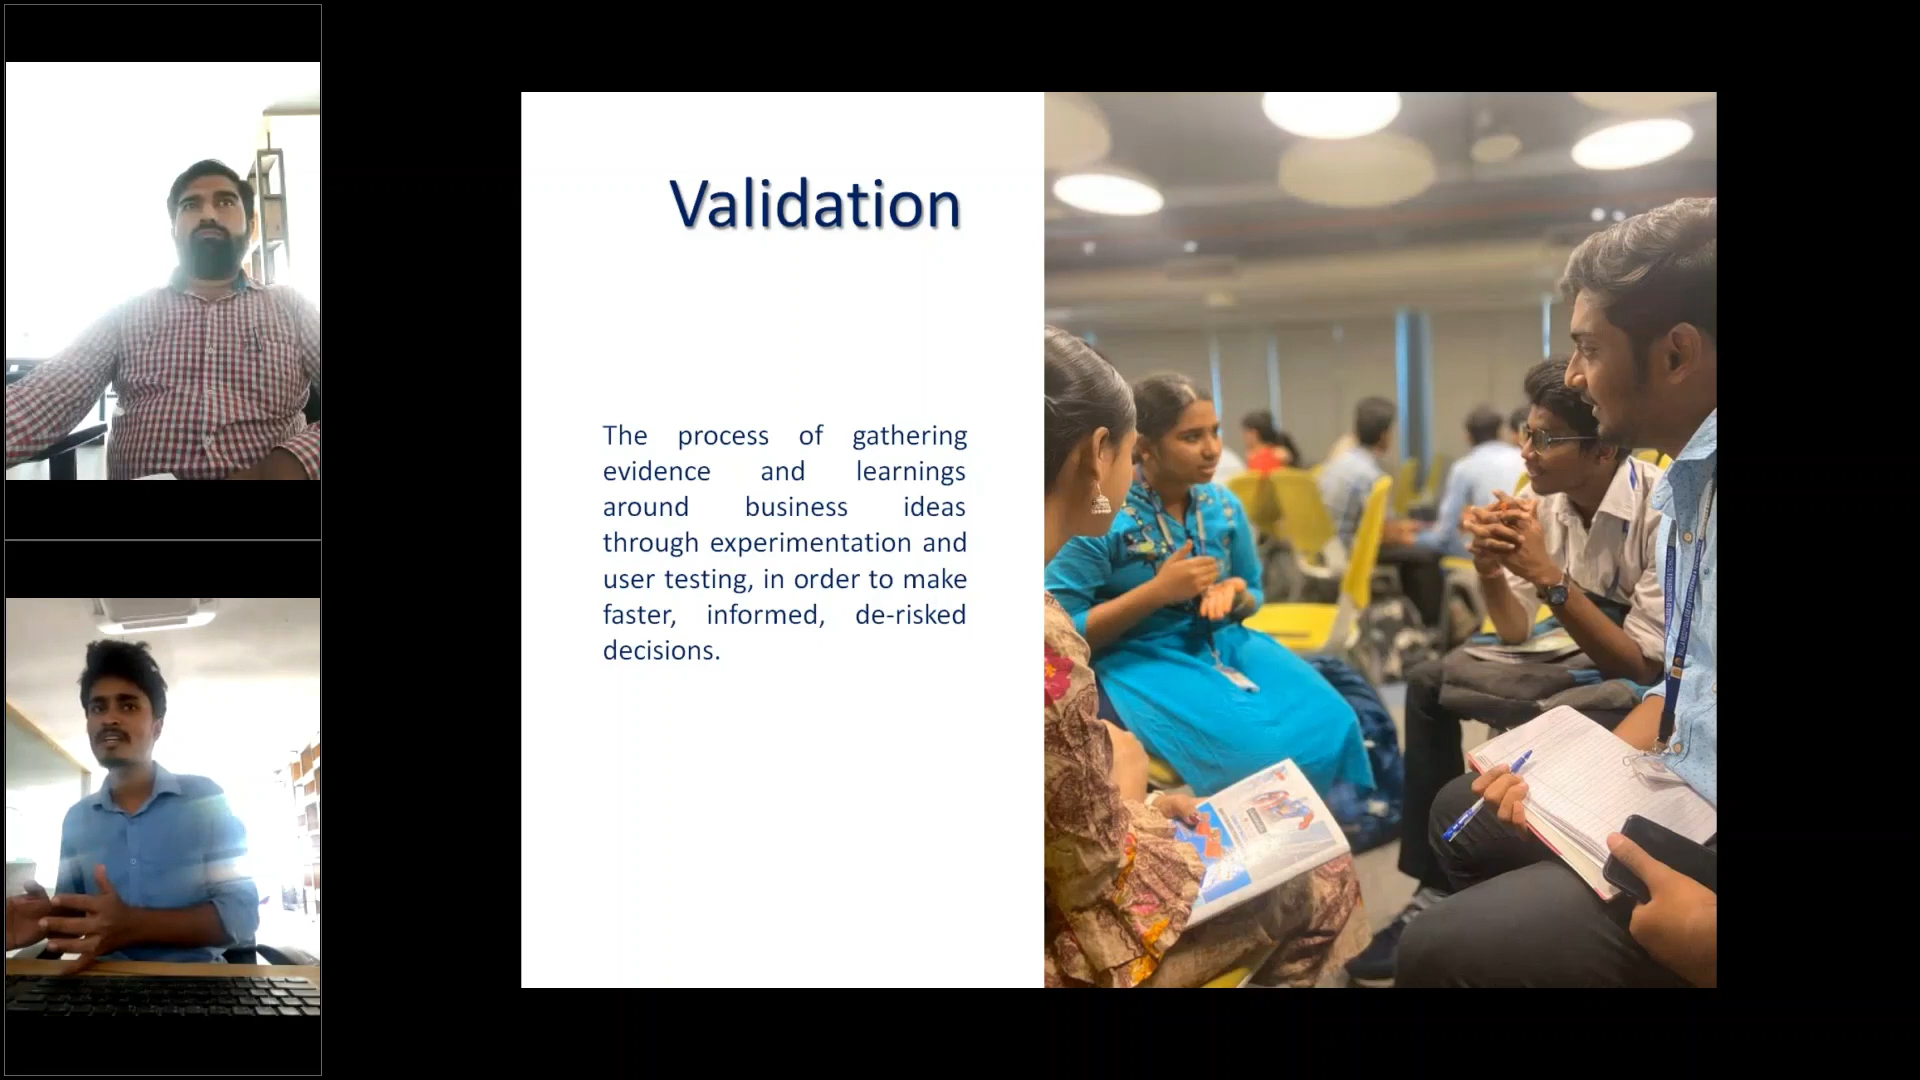 Validation
The process of gathering
evidence and learnings
around business ideas
through experimentation and
user testing, in order to make
faster, informed, de-risked
decisions.